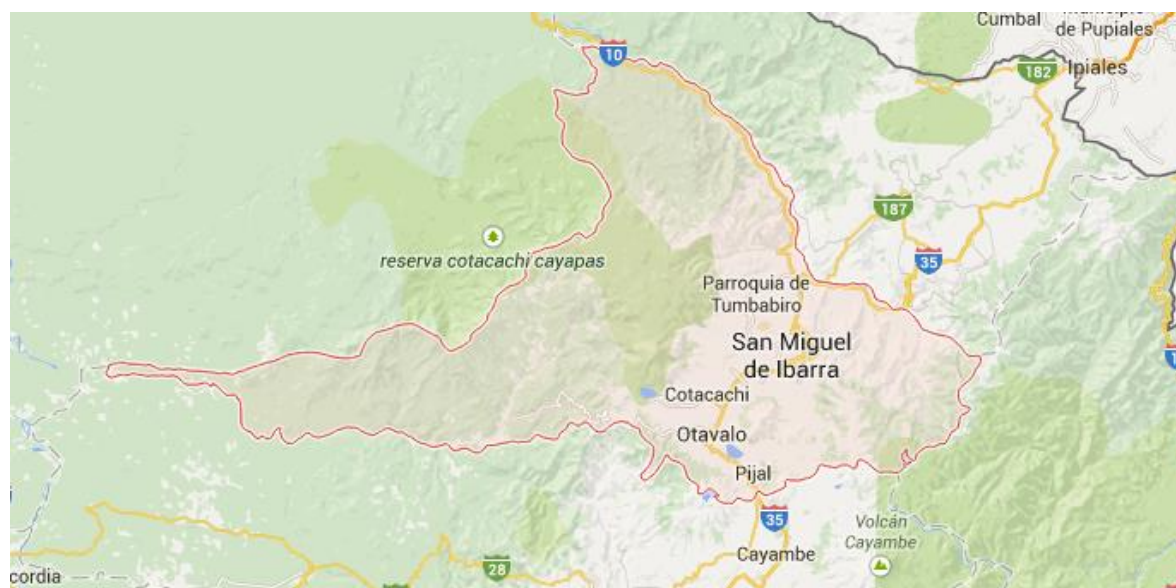 Cumbal
de Pupiales
10
182
Ipiales
187
reserva cotacachi cayapas
35
Parroquia de
Tumbabiro
San Miguel
de Ibarra
Cotacachi
Otavalo
Pijal
35
Volcán
Cayambe
Cayambe
28
cordia